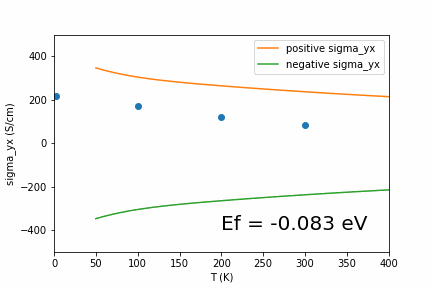 400
200
0
−200
−400
sigma_yx (S/cm)
positive sigma_yx
negative sigma_yx
Ef = -0.083 eV
0 50 100 150 200 250 300 350 400
T (K)